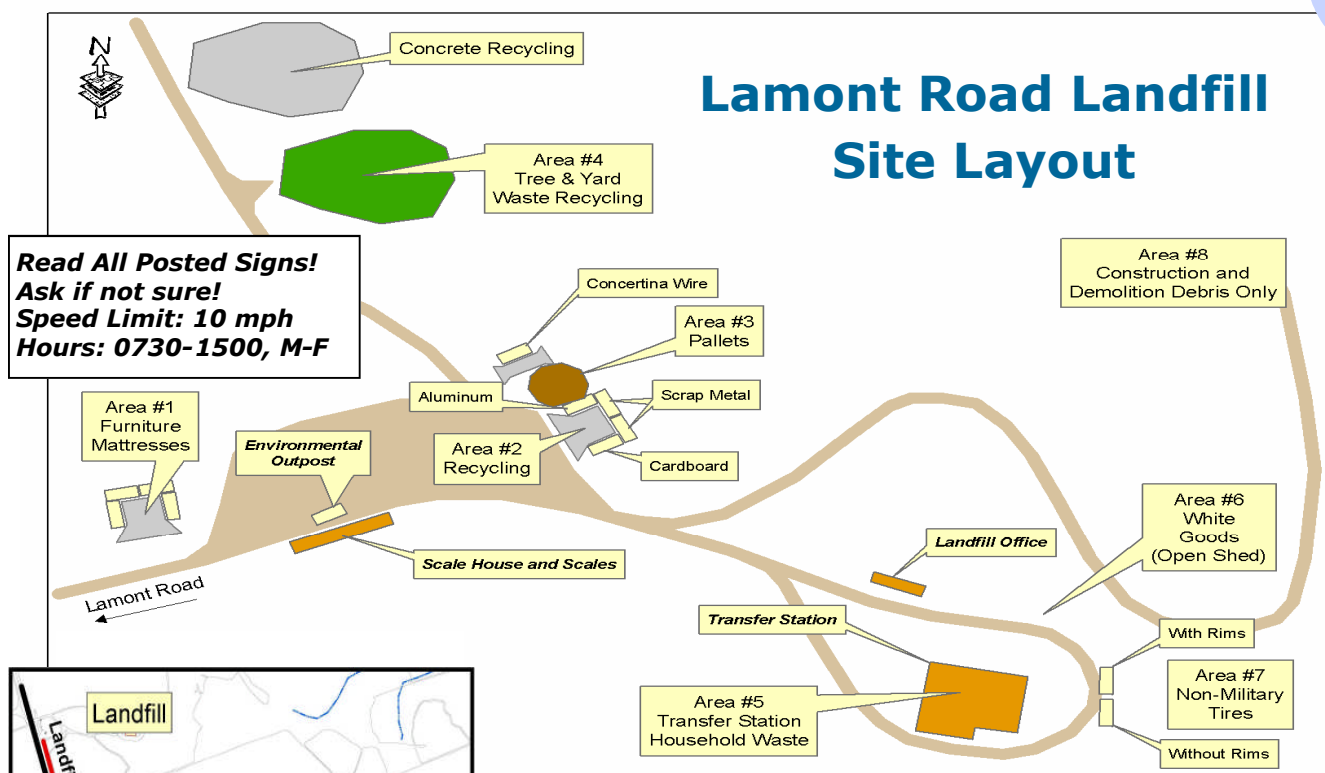 N
Concrete Recycling
Lamont Road Landfill
Site Layout
Area #4
Tree & Yard
Waste Recycling
Read All Posted Signs!
Ask if not sure!
Speed Limit: 10 mph
Hours: 0730-1500, M-F
Area #8
Construction and
Demolition Debris Only
Concertina Wire
Area #3
Pallets
Aluminum
Scrap Metal
Area #1
Furniture
Mattresses
Environmental
Outpost
Area #2
Recycling
Cardboard
Area #6
White
Goods
(Open Shed)
Landfill Office
Scale House and Scales
Lamont Road
Transfer Station
With Rims
Area #7
Non-Military
Tires
Area #5
Transfer Station
Household Waste
Without Rims
Landfill